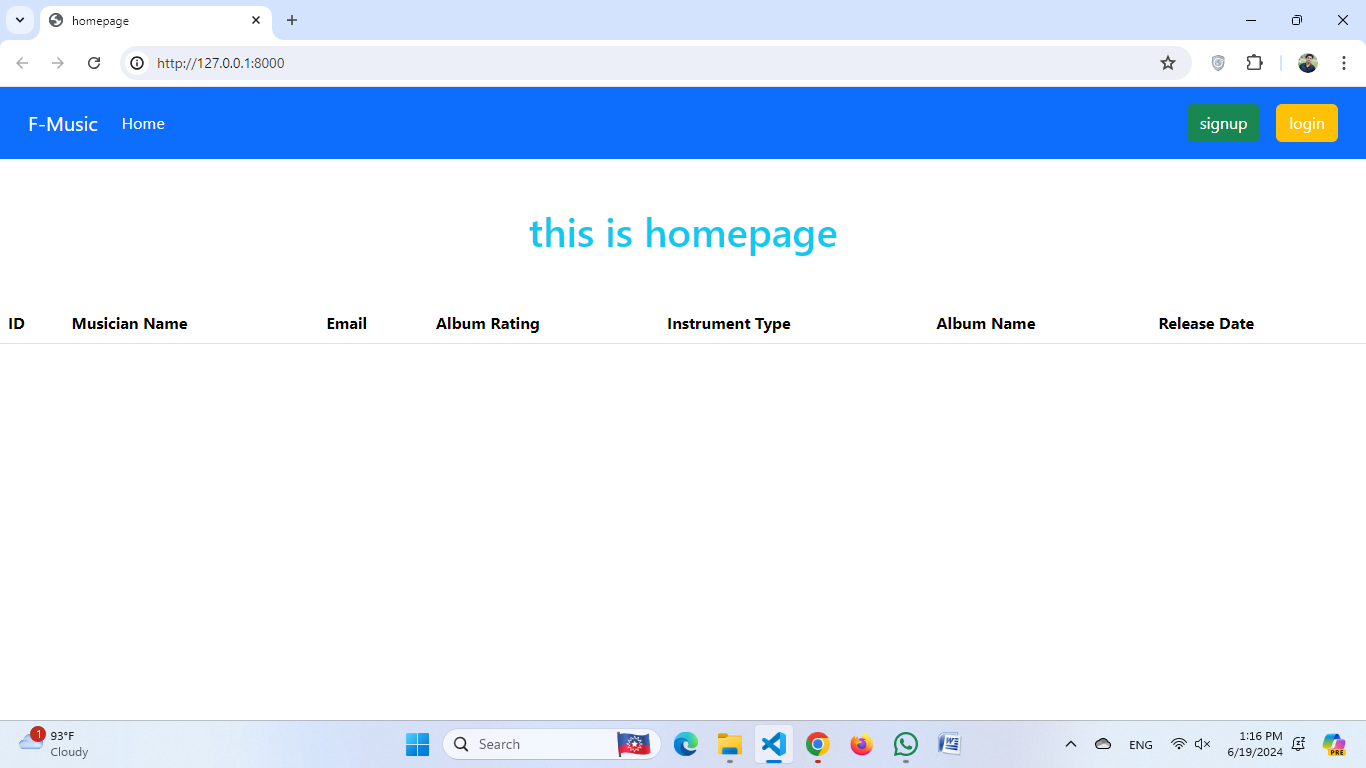 homepage
http://127.0.0.1:8000
F-Music Home signup login
this is homepage
ID Musician Name Email Album Rating Instrument Type Album Name Release Date
1 93°F
Cloudy
Search
ENG
1:16 PM
6/19/2024
PRE